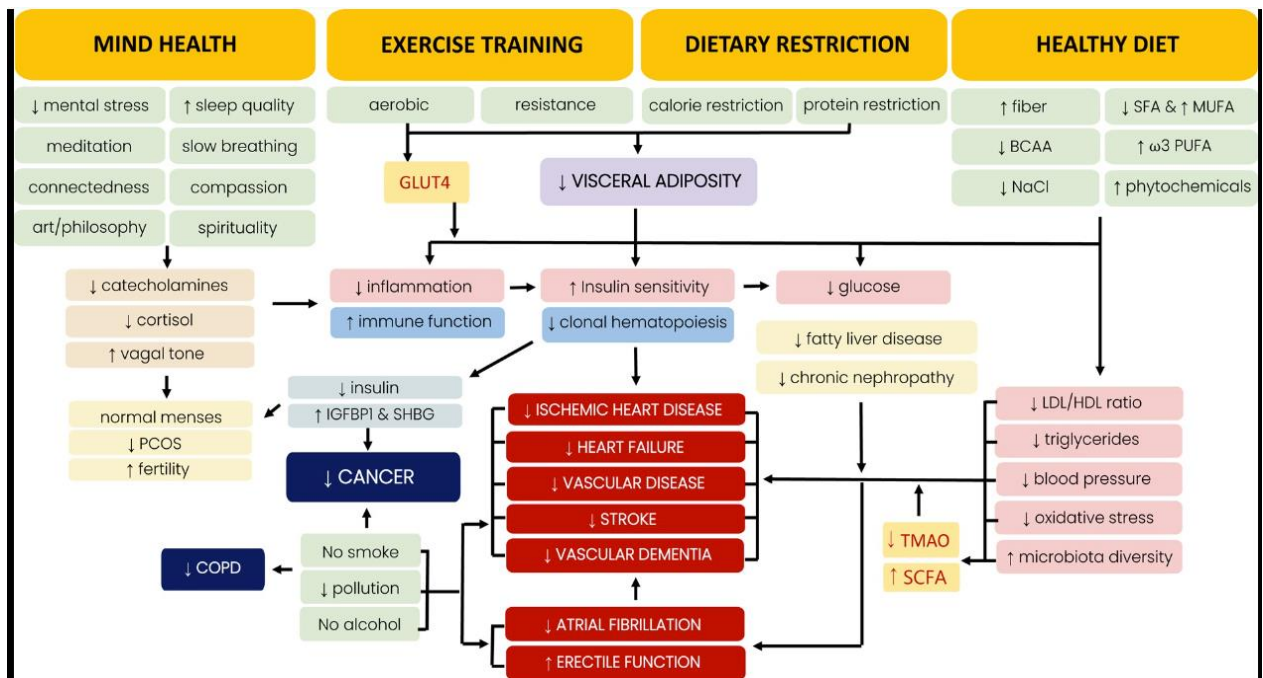 MIND HEALTH
EXERCISE TRAINING
DIETARY RESTRICTION
HEALTHY DIET
↓ mental stress
↑ sleep quality
meditation
slow breathing
connectedness
compassion
art/philosophy
spirituality
aerobic
resistance
calorie restriction
protein restriction
↑ fiber
↓ SFA & ↑ MUFA
↓ BCAA
↑ ω3 PUFA
↓ NaCl
↑ phytochemicals
GLUT4
↓ VISCERAL ADIPOSITY
↓ catecholamines
↓ cortisol
↑ vagal tone
↓ inflammation
↑ immune function
↑ Insulin sensitivity
↓ clonal hematopoiesis
↓ glucose
↓ fatty liver disease
↓ chronic nephropathy
normal menses
↓ PCOS
↑ fertility
↓ insulin
↑ IGFBP1 & SHBG
↓ CANCER
↓ COPD
No smoke
↓ pollution
No alcohol
↓ ISCHEMIC HEART DISEASE
↓ HEART FAILURE
↓ VASCULAR DISEASE
↓ STROKE
↓ VASCULAR DEMENTIA
↓ ATRIAL FIBRILLATION
↑ ERECTILE FUNCTION
↓ TMAO
↑ SCFA
↓ LDL/HDL ratio
↓ triglycerides
↓ blood pressure
↓ oxidative stress
↑ microbiota diversity